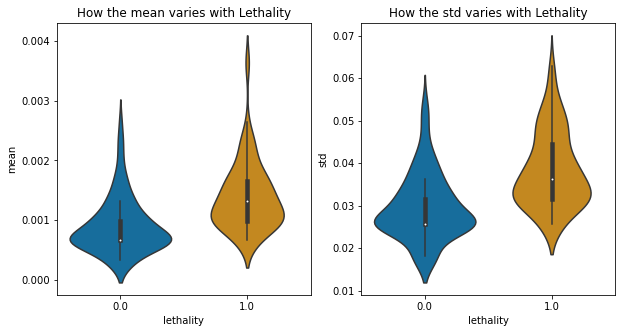 How the mean varies with Lethality
mean
0.004
0.003
0.002
0.001
0.000
0.0
1.0
lethality
How the std varies with Lethality
std
0.07
0.06
0.05
0.04
0.03
0.02
0.01
0.0
1.0
lethality